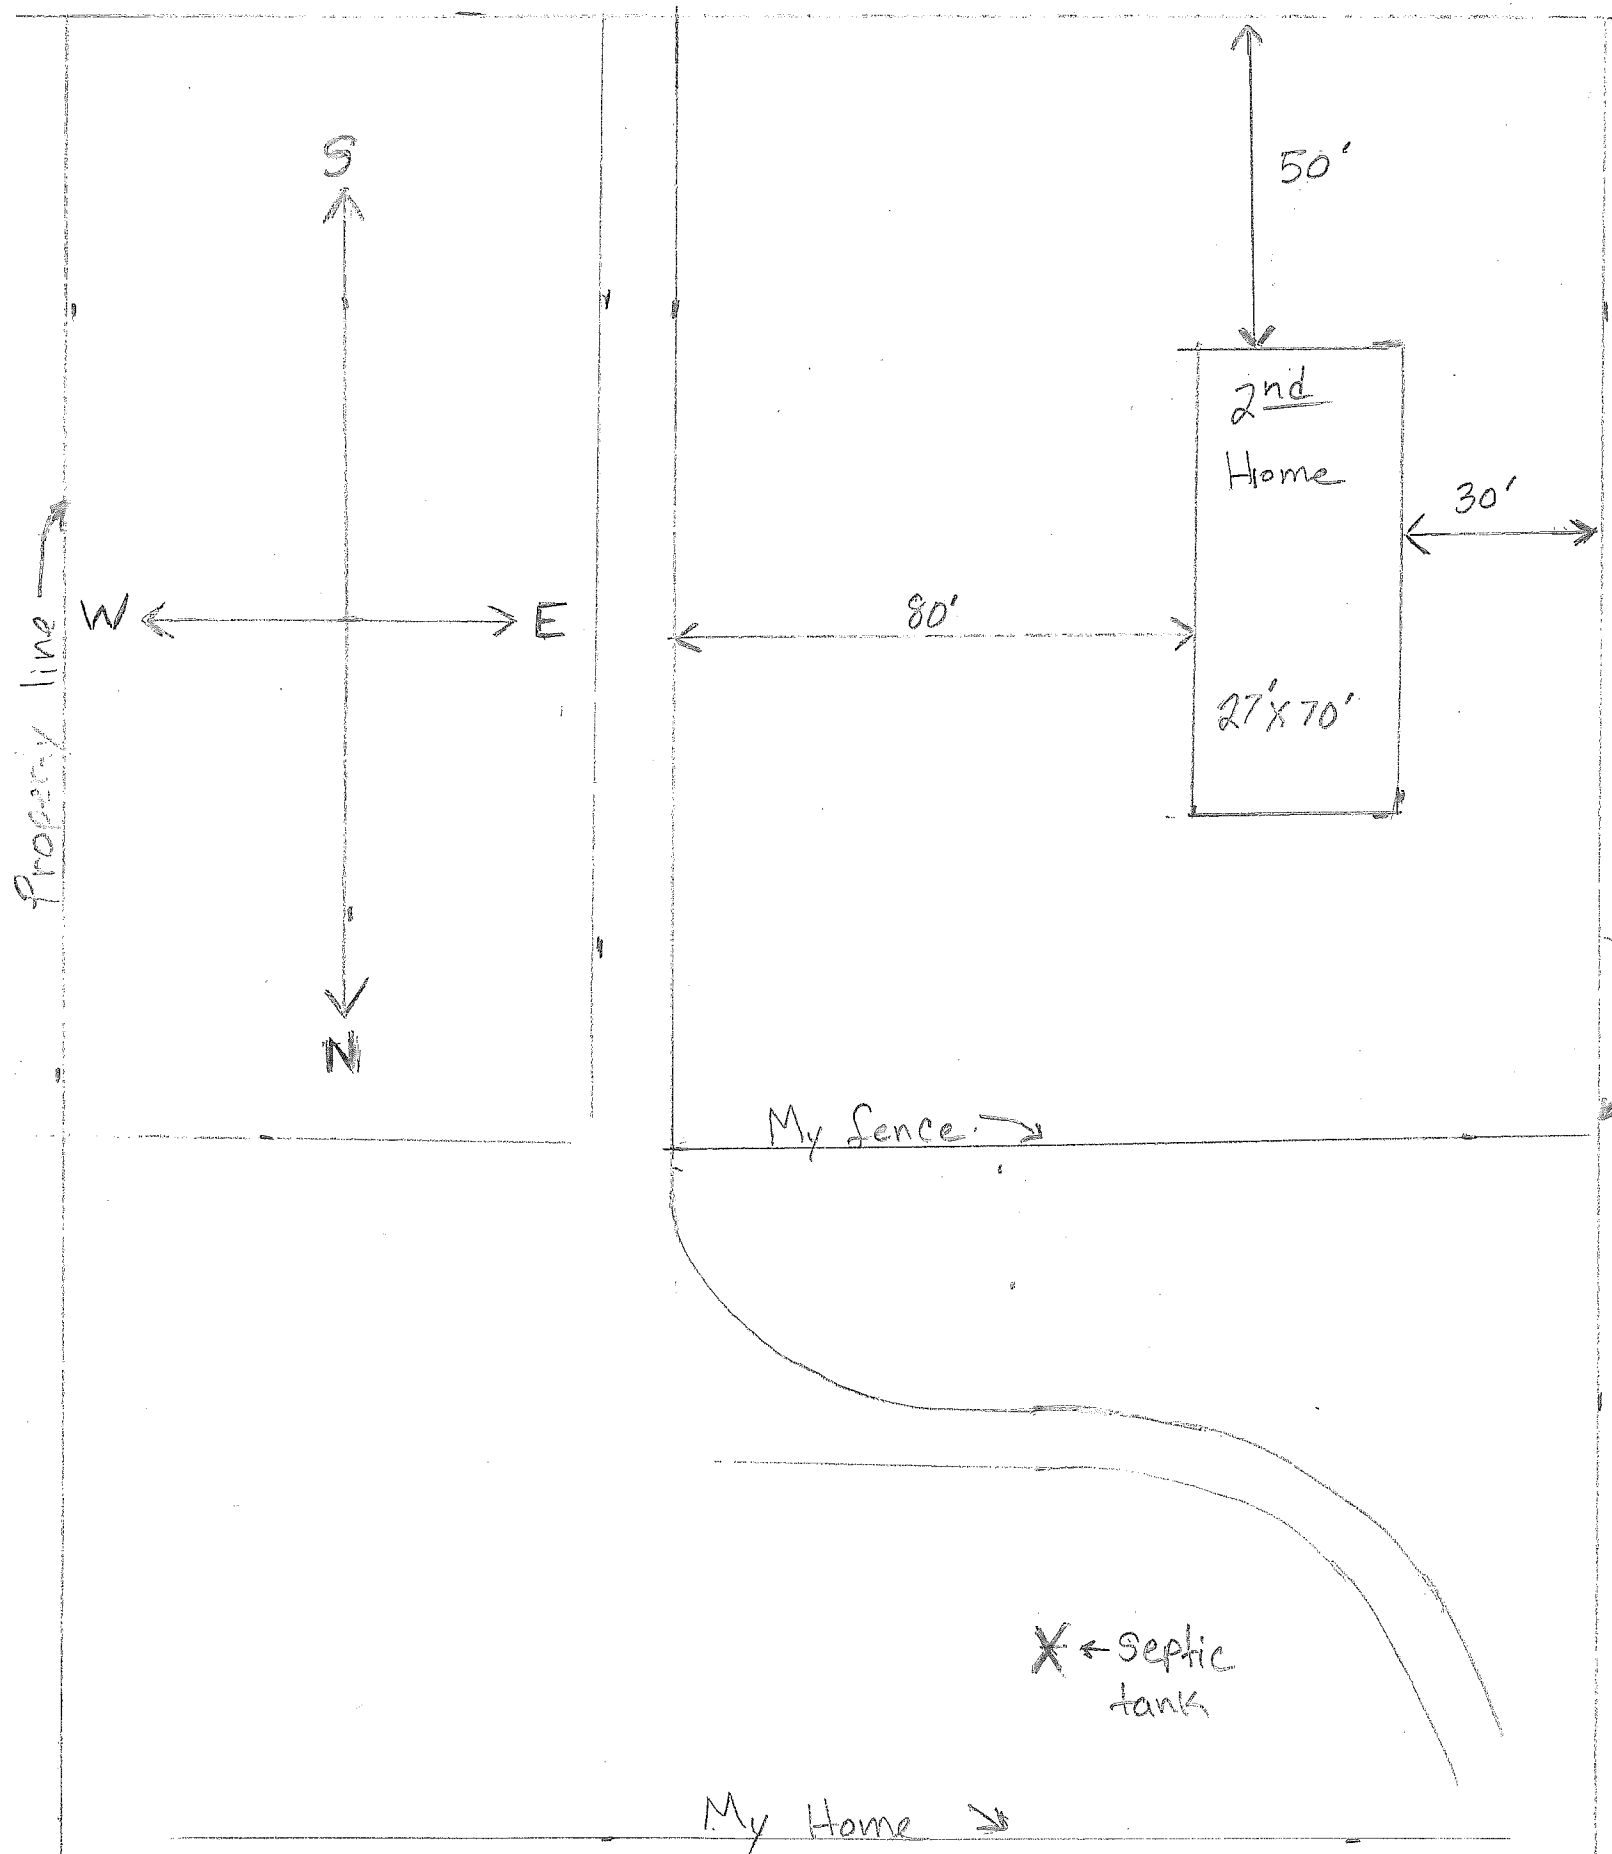 S
50'
2nd
Home
30'
W
E
80'
Property line
27'x70'
N
My fence
X
septic
tank
My Home